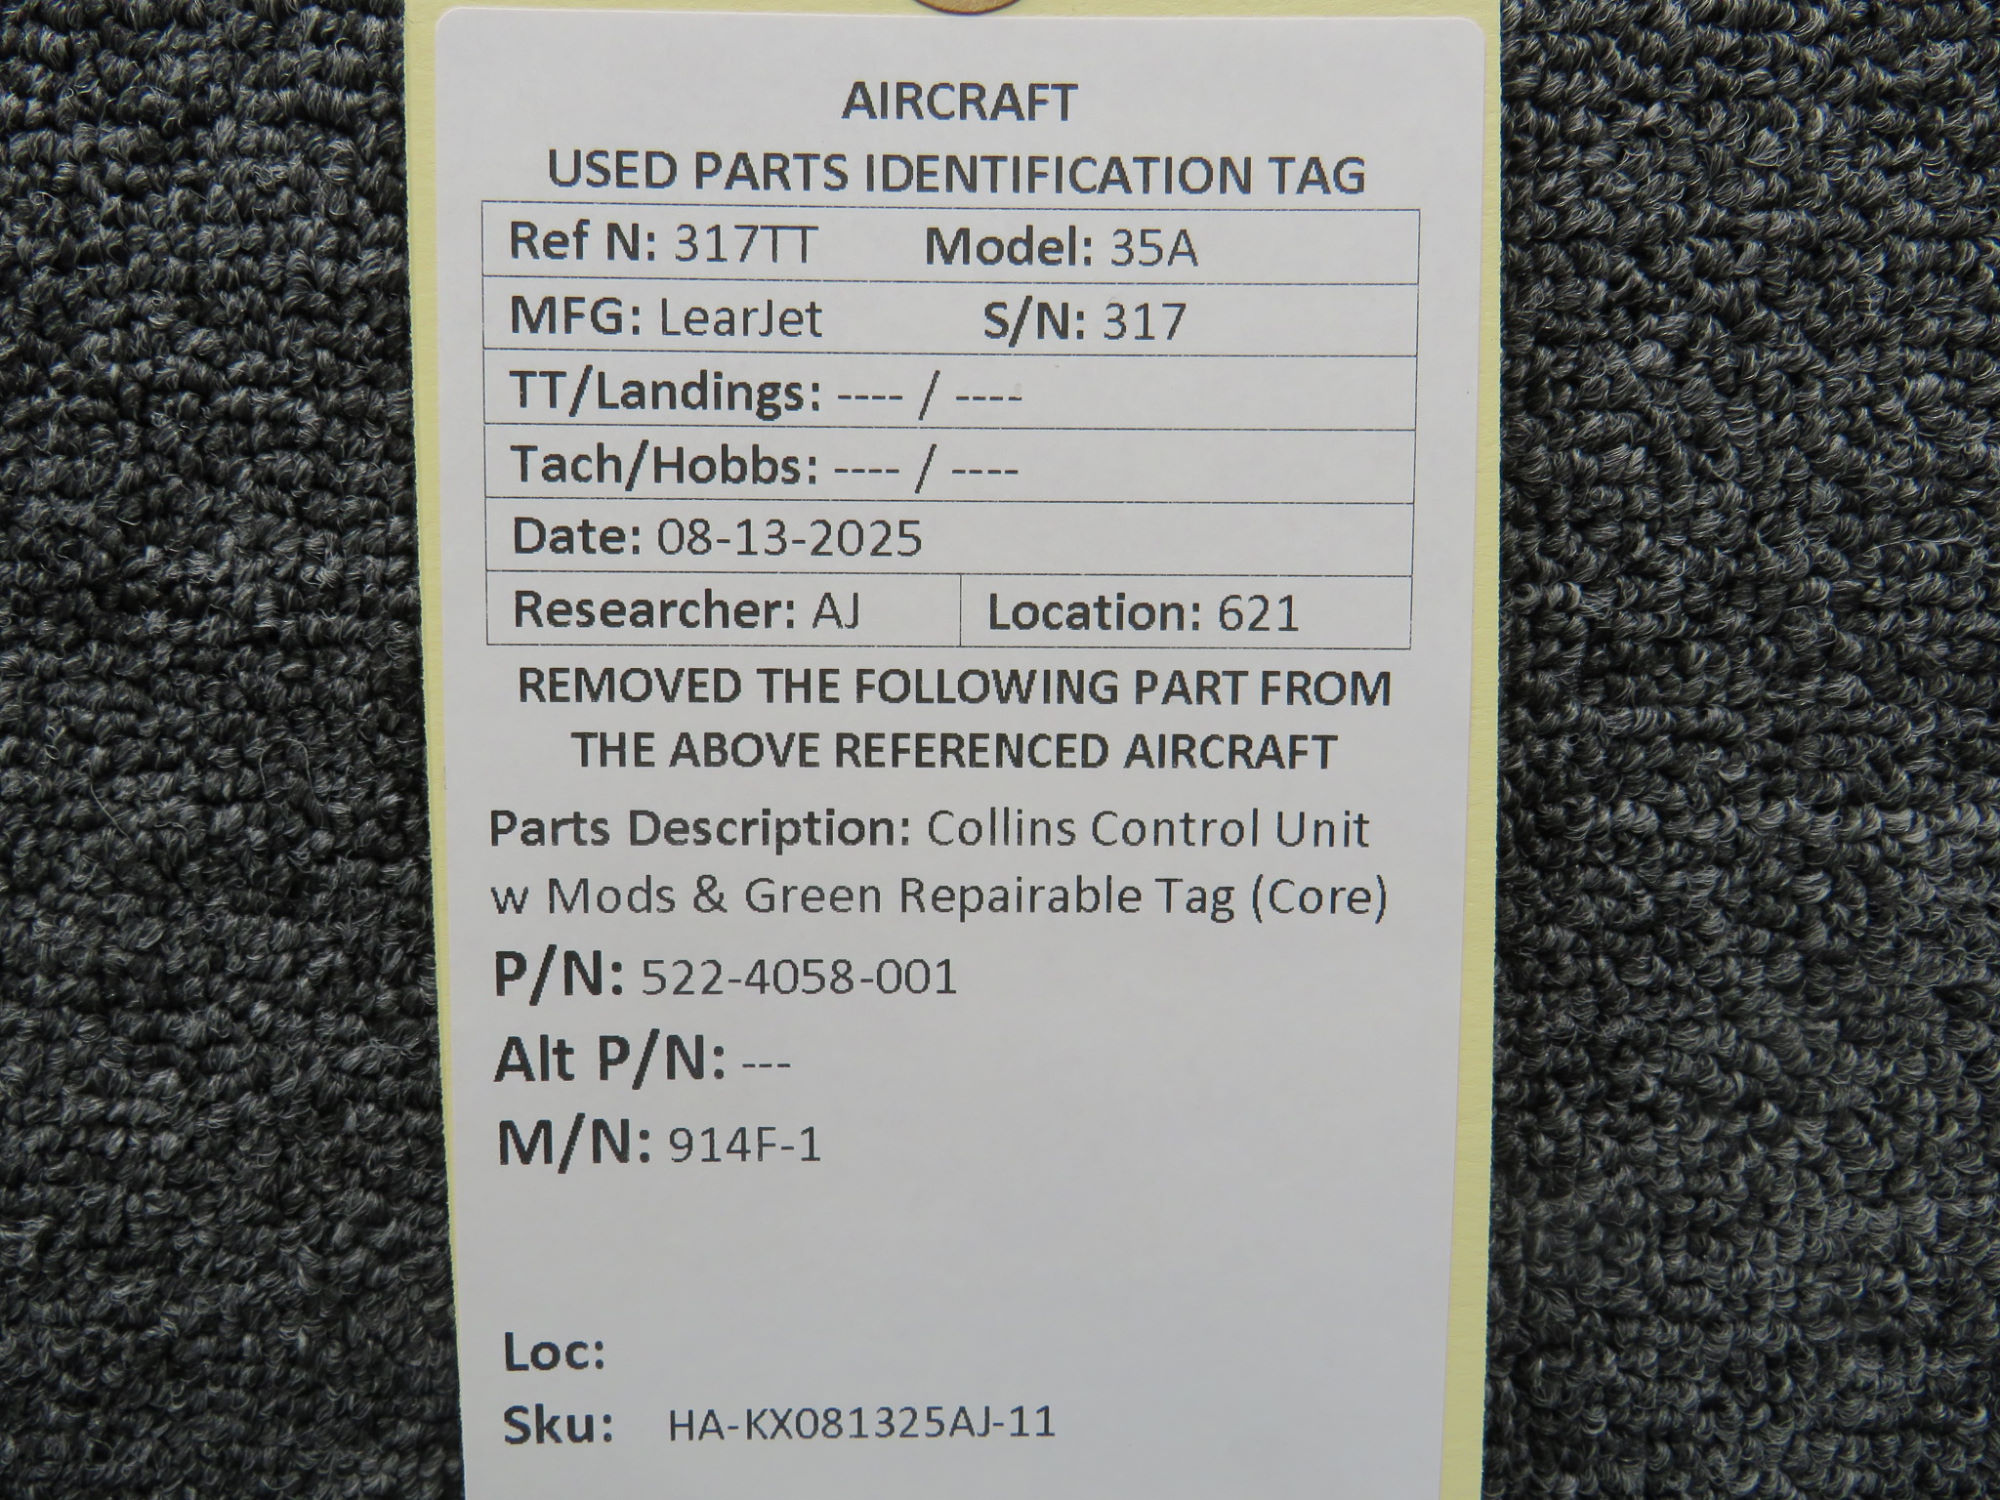 AIRCRAFT
USED PARTS IDENTIFICATION TAG
Ref N: 317TT Model: 35A
MFG: LearJet S/N: 317
TT/Landings: ---- / ----
Tach/Hobbs: ---- / ----
Date: 08-13-2025
Researcher: AJ Location: 621
REMOVED THE FOLLOWING PART FROM
THE ABOVE REFERENCED AIRCRAFT
Parts Description: Collins Control Unit
w Mods & Green Repairable Tag (Core)
P/N: 522-4058-001
Alt P/N: ---
M/N: 914F-1
Loc:
Sku: HA-KX081325AJ-11